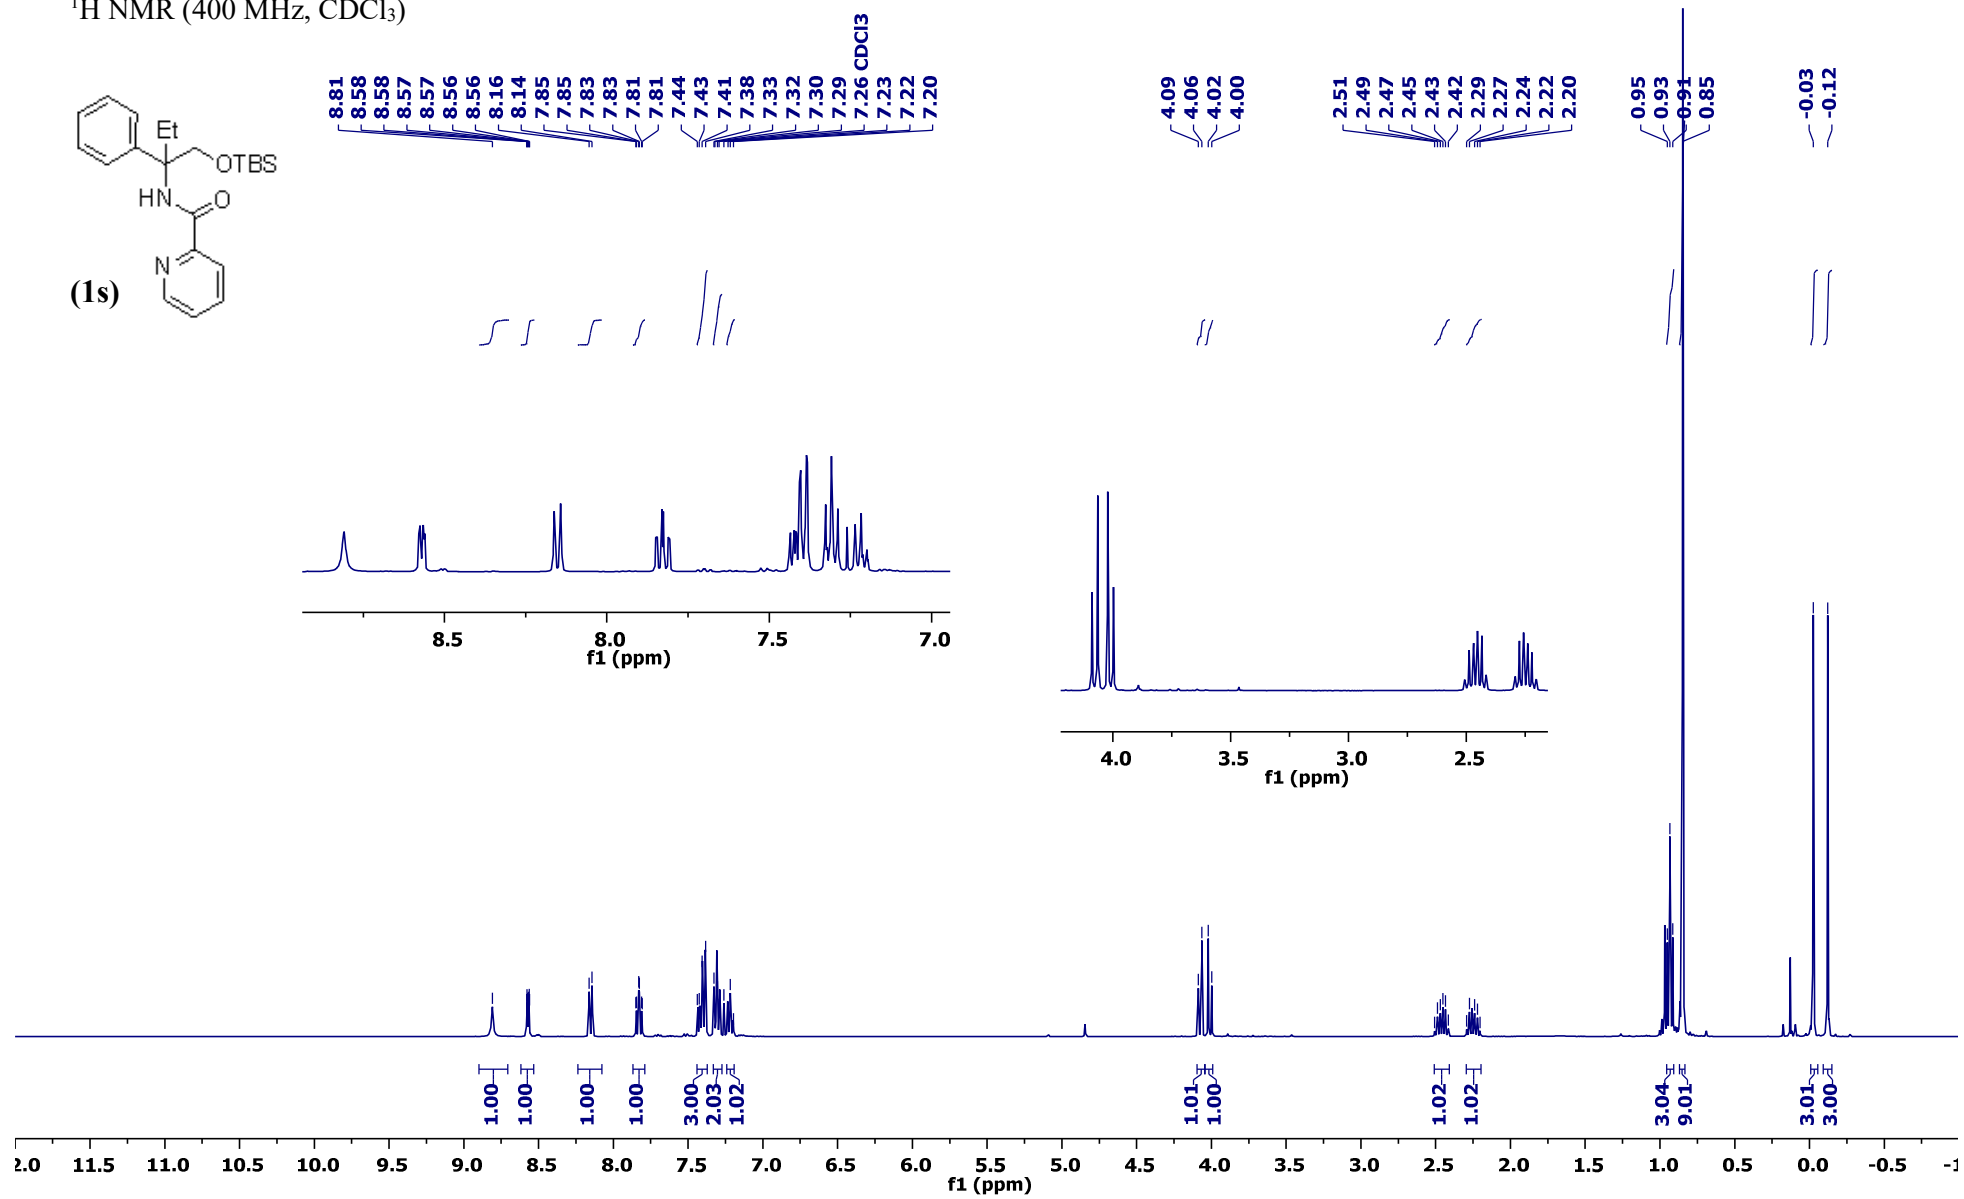 ¹H NMR (400 MHz, CDCl₃)
8.81 8.58 8.58 8.57 8.57 8.56 8.56 8.16 8.14 7.85 7.85 7.83 7.83 7.81 7.81 7.44 7.43 7.41 7.38 7.33 7.32 7.30 7.29 7.26 CDCl3 7.23 7.22 7.20
4.09 4.06 4.02 4.00
2.51 2.49 2.47 2.45 2.43 2.42 2.29 2.27 2.24 2.22 2.20
0.95 0.93 0.91 0.85
-0.03 -0.12
Et
OTBS
HN
O
N
(1s)
8.5 8.0 7.5 7.0
f1 (ppm)
4.0 3.5 3.0 2.5
f1 (ppm)
1.00 1.00 1.00 1.00 3.00 2.03 1.02 1.01 1.00 1.02 1.02 3.04 9.01 3.01 3.00
2.0 11.5 11.0 10.5 10.0 9.5 9.0 8.5 8.0 7.5 7.0 6.5 6.0 5.5 5.0 4.5 4.0 3.5 3.0 2.5 2.0 1.5 1.0 0.5 0.0 -0.5 -1
f1 (ppm)